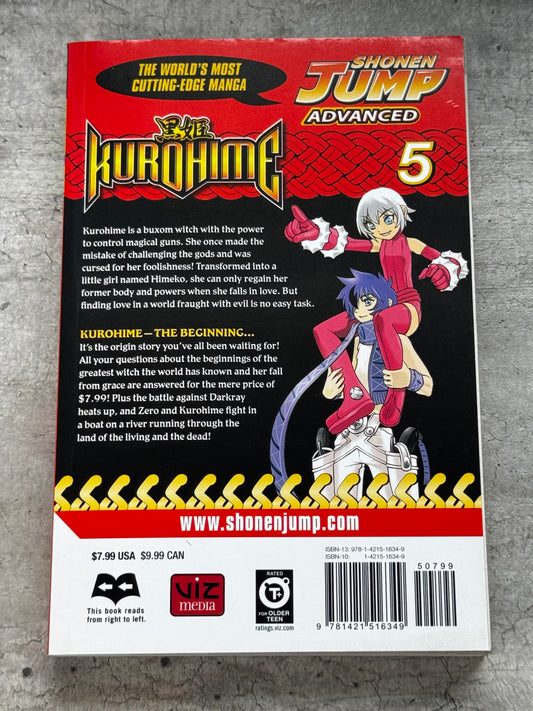 THE WORLD'S MOST
CUTTING-EDGE MANGA
SHONEN
JUMP
ADVANCED
黒姫
KUROHIME
5
Kurohime is a buxom witch with the power
to control magical guns. She once made the
mistake of challenging the gods and was
cursed for her foolishness! Transformed into a
little girl named Himeko, she can only regain her
former body and powers when she falls in love. But
finding love in a world fraught with evil is no easy task.
KUROHIME—THE BEGINNING...
It's the origin story you've all been waiting for!
All your questions about the beginnings of the
greatest witch the world has known and her fall
from grace are answered for the mere price of
$7.99! Plus the battle against Darkray
heats up, and Zero and Kurohime fight in
a boat on a river running through the
land of the living and the dead!
www.shonenjump.com
$7.99 USA $9.99 CAN
This book reads
from right to left.
VIZ
MEDIA
RATED
T+
FOR OLDER
TEEN
ratings.viz.com
ISBN-13: 978-1-4215-1634-9
ISBN-10: 1-4215-1634-9
50799
9 781421 516349